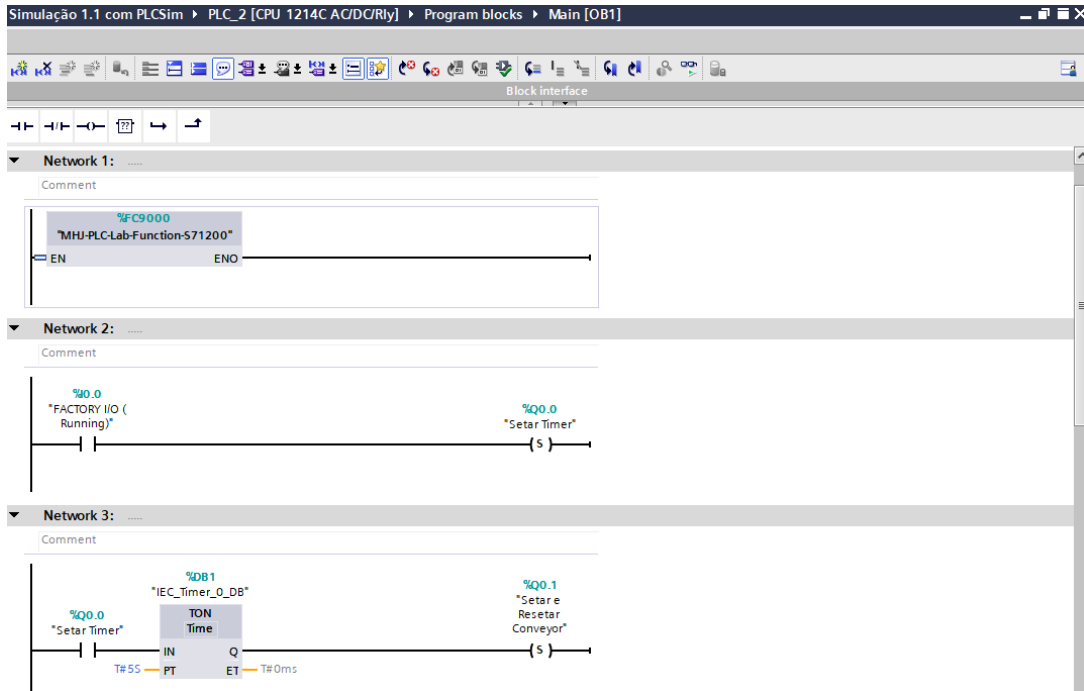 Simulação 1.1 com PLCSim ▸ PLC_2 [CPU 1214C AC/DC/Rly] ▸ Program blocks ▸ Main [OB1]
Block interface
??
Network 1: .....
Comment
%FC9000
"MHJ-PLC-Lab-Function-S71200"
EN ENO
Network 2: .....
Comment
%I0.0
"FACTORY I/O (
Running)"
%Q0.0
"Setar Timer"
S
Network 3: .....
Comment
%DB1
"IEC_Timer_0_DB"
%Q0.0
"Setar Timer"
TON
Time
IN Q
T#5S PT ET T#0ms
%Q0.1
"Setar e
Resetar
Conveyor"
S